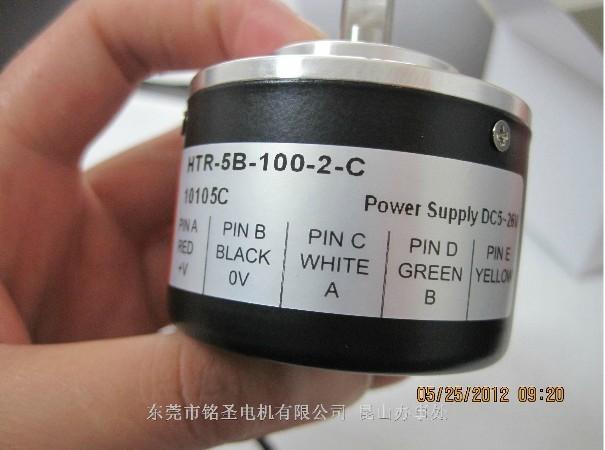 HTR-5B-100-2-C
10105C Power Supply DC5~26V
PIN A PIN B PIN C PIN D PIN E
RED BLACK WHITE GREEN YELLOW
+V 0V A B
05/25/2012 09:20
东莞市铭圣电机有限公司 昆山办事处